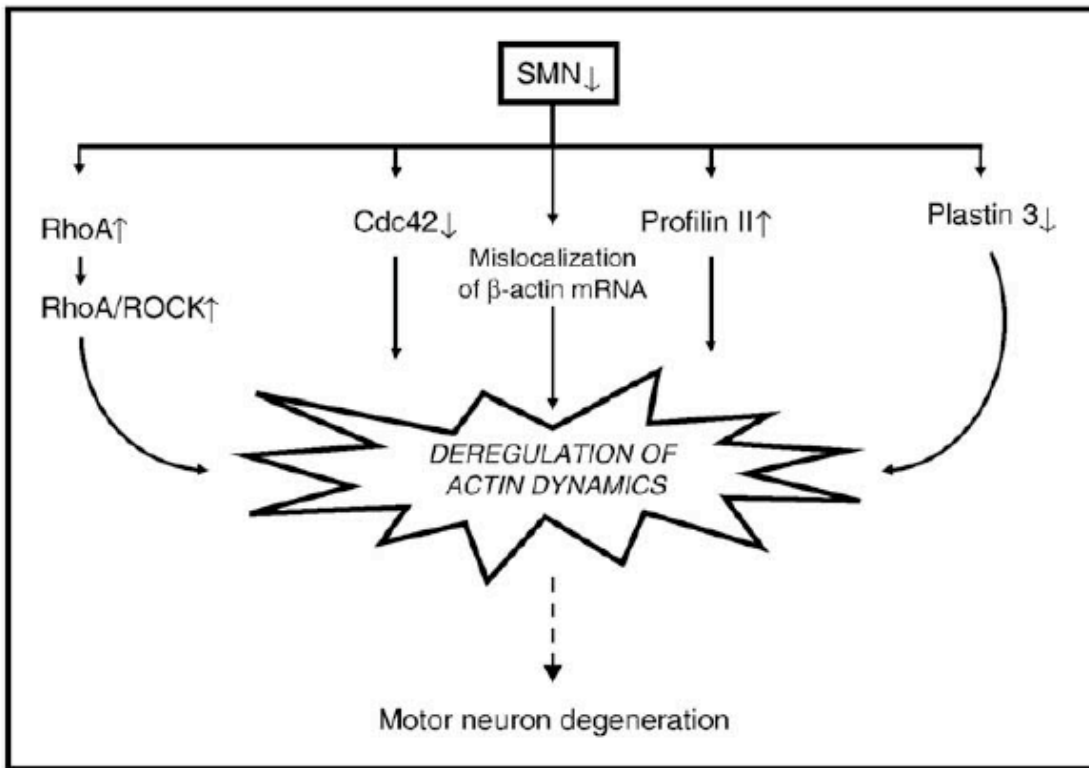 SMN↓
RhoA↑
Cdc42↓
Profilin II↑
Plastin 3↓
Mislocalization
of β-actin mRNA
RhoA/ROCK↑
DEREGULATION OF
ACTIN DYNAMICS
Motor neuron degeneration